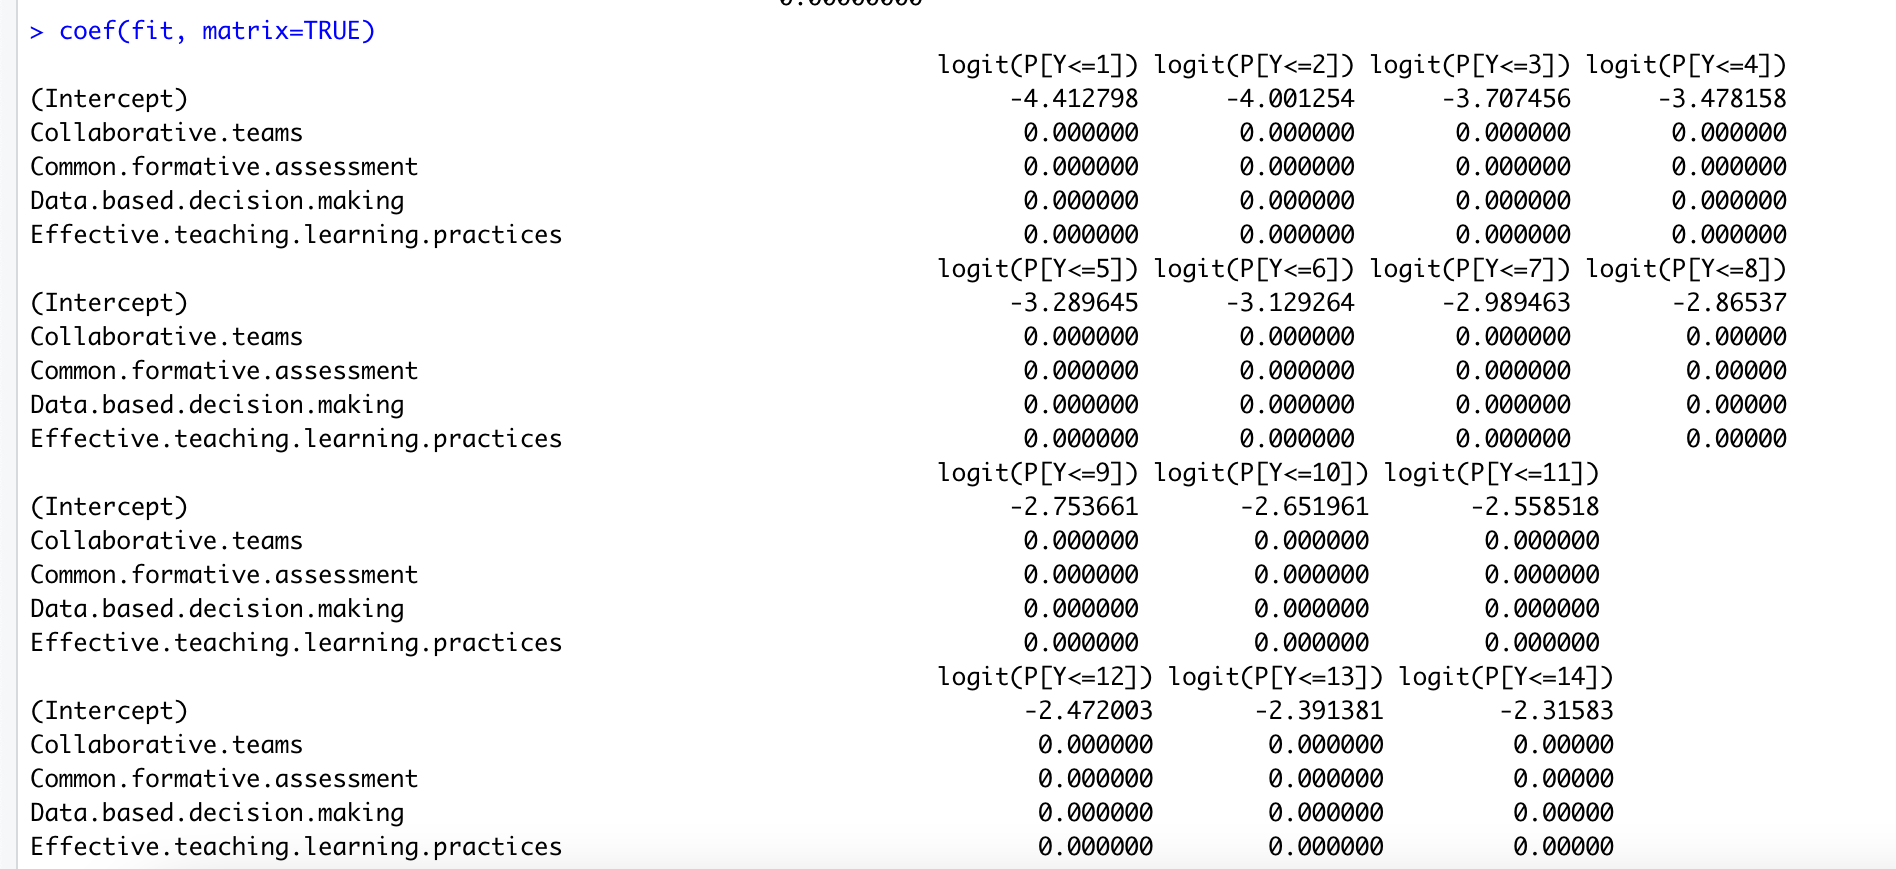 0.00000000
> coef(fit, matrix=TRUE)
logit(P[Y<=1]) logit(P[Y<=2]) logit(P[Y<=3]) logit(P[Y<=4])
(Intercept) -4.412798 -4.001254 -3.707456 -3.478158
Collaborative.teams 0.000000 0.000000 0.000000 0.000000
Common.formative.assessment 0.000000 0.000000 0.000000 0.000000
Data.based.decision.making 0.000000 0.000000 0.000000 0.000000
Effective.teaching.learning.practices 0.000000 0.000000 0.000000 0.000000
logit(P[Y<=5]) logit(P[Y<=6]) logit(P[Y<=7]) logit(P[Y<=8])
(Intercept) -3.289645 -3.129264 -2.989463 -2.86537
Collaborative.teams 0.000000 0.000000 0.000000 0.00000
Common.formative.assessment 0.000000 0.000000 0.000000 0.00000
Data.based.decision.making 0.000000 0.000000 0.000000 0.00000
Effective.teaching.learning.practices 0.000000 0.000000 0.000000 0.00000
logit(P[Y<=9]) logit(P[Y<=10]) logit(P[Y<=11])
(Intercept) -2.753661 -2.651961 -2.558518
Collaborative.teams 0.000000 0.000000 0.000000
Common.formative.assessment 0.000000 0.000000 0.000000
Data.based.decision.making 0.000000 0.000000 0.000000
Effective.teaching.learning.practices 0.000000 0.000000 0.000000
logit(P[Y<=12]) logit(P[Y<=13]) logit(P[Y<=14])
(Intercept) -2.472003 -2.391381 -2.31583
Collaborative.teams 0.000000 0.000000 0.00000
Common.formative.assessment 0.000000 0.000000 0.00000
Data.based.decision.making 0.000000 0.000000 0.00000
Effective.teaching.learning.practices 0.000000 0.000000 0.00000